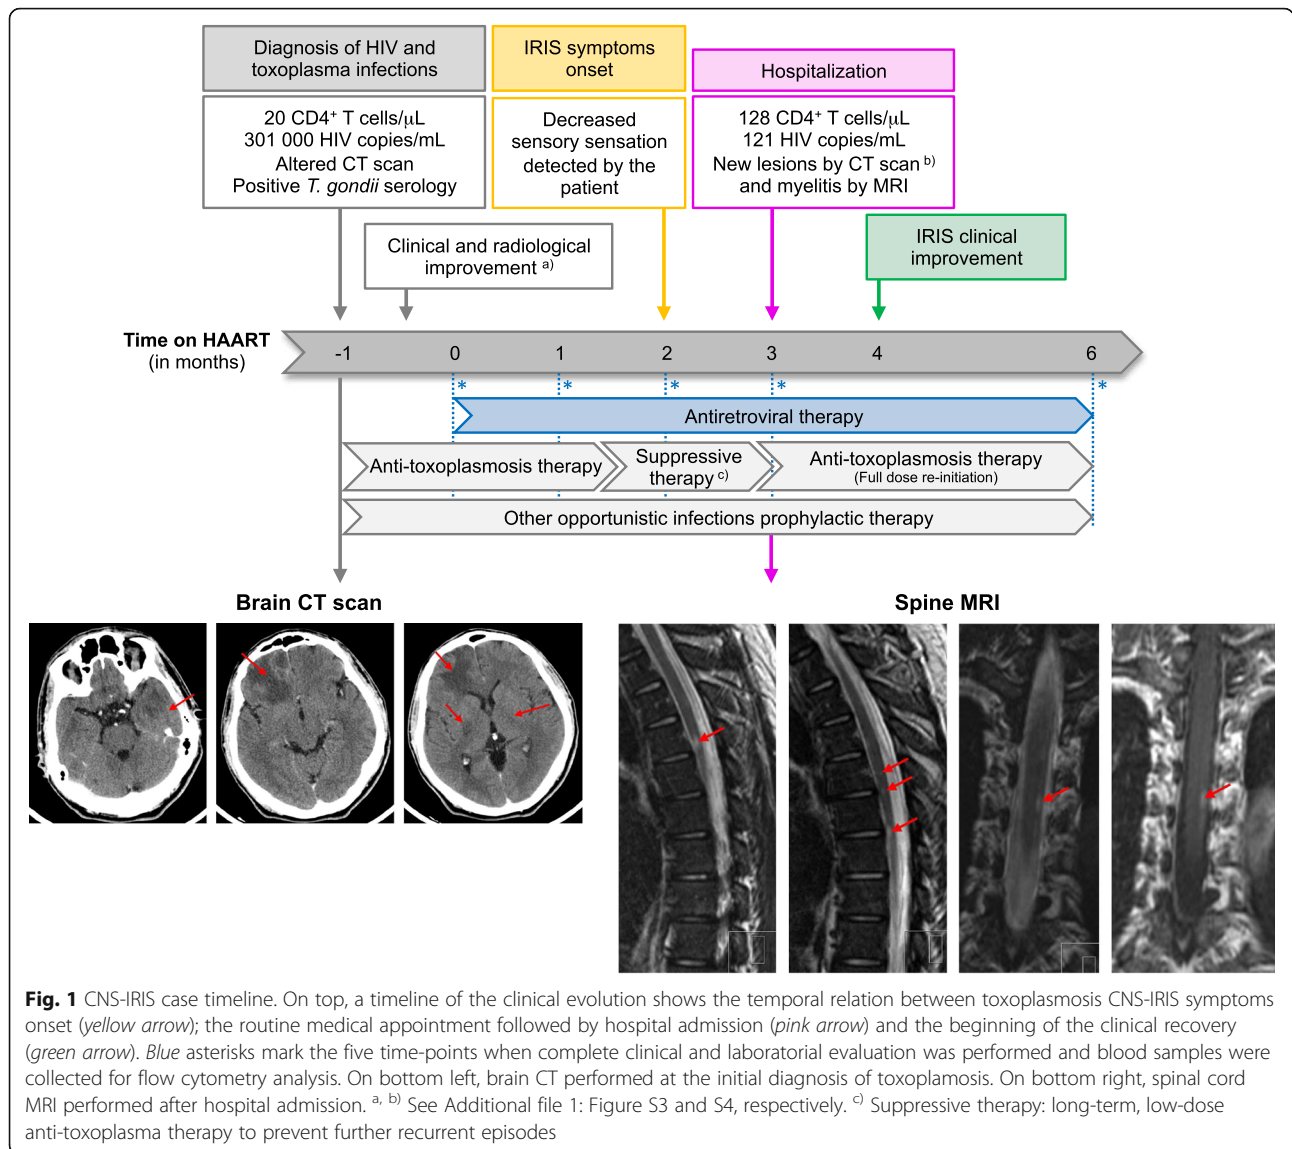 Diagnosis of HIV and
toxoplasma infections
IRIS symptoms
onset
Hospitalization
20 CD4⁺ T cells/μL
301 000 HIV copies/mL
Altered CT scan
Positive T. gondii serology
Decreased
sensory sensation
detected by the
patient
128 CD4⁺ T cells/μL
121 HIV copies/mL
New lesions by CT scan b)
and myelitis by MRI
Clinical and radiological
improvement a)
IRIS clinical
improvement
Time on HAART
(in months)
-1 0 1 2 3 4 6
* * * * *
Antiretroviral therapy
Anti-toxoplasmosis therapy
Suppressive
therapy c)
Anti-toxoplasmosis therapy
(Full dose re-initiation)
Other opportunistic infections prophylactic therapy
Brain CT scan
Spine MRI
Fig. 1 CNS-IRIS case timeline. On top, a timeline of the clinical evolution shows the temporal relation between toxoplasmosis CNS-IRIS symptoms
onset (yellow arrow); the routine medical appointment followed by hospital admission (pink arrow) and the beginning of the clinical recovery
(green arrow). Blue asterisks mark the five time-points when complete clinical and laboratorial evaluation was performed and blood samples were
collected for flow cytometry analysis. On bottom left, brain CT performed at the initial diagnosis of toxoplamosis. On bottom right, spinal cord
MRI performed after hospital admission. a, b) See Additional file 1: Figure S3 and S4, respectively. c) Suppressive therapy: long-term, low-dose
anti-toxoplasma therapy to prevent further recurrent episodes